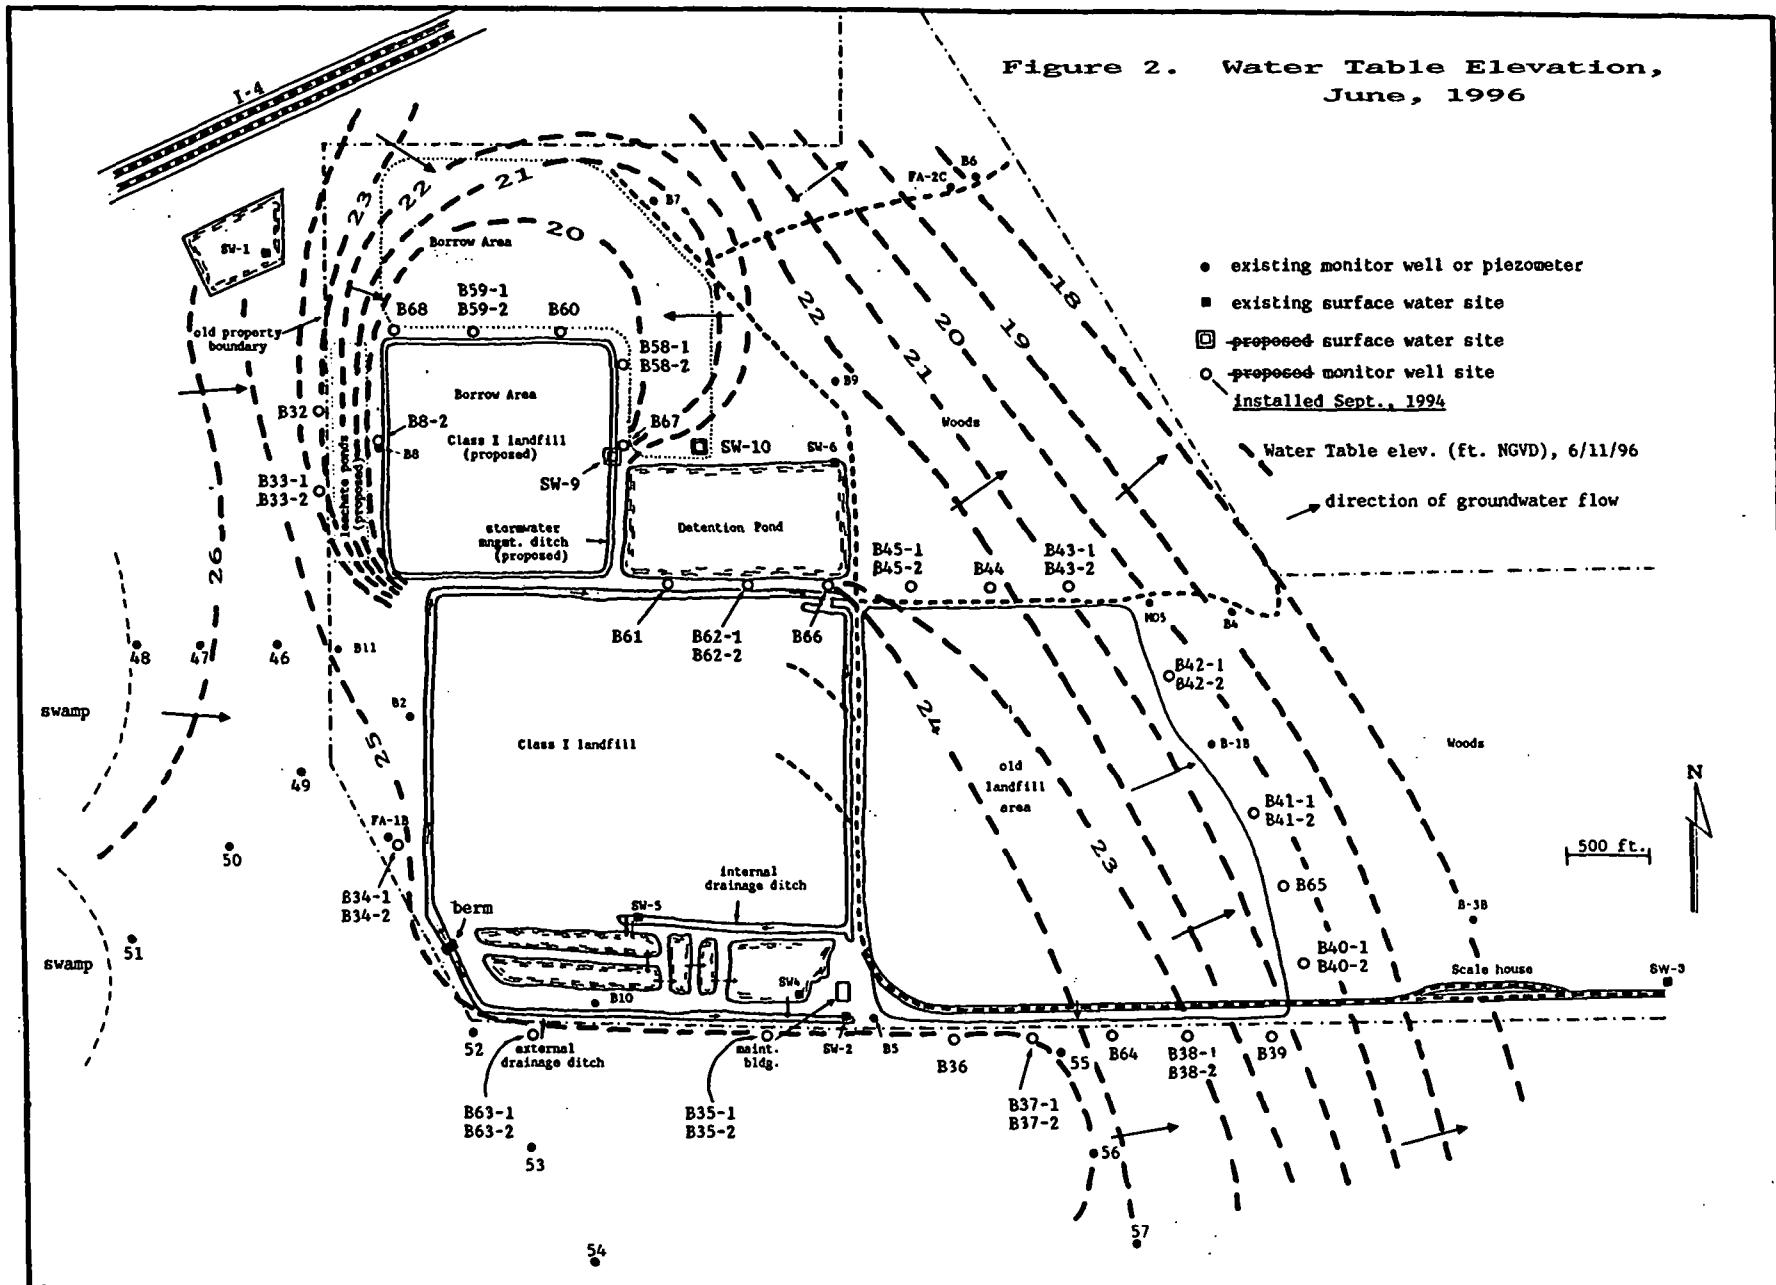 Figure 2. Water Table Elevation,
June, 1996
I-4
B6
FA-2C
B7
23
22
21
20
Borrow Area
SW-1
existing monitor well or piezometer
existing surface water site
proposed surface water site
proposed monitor well site
installed Sept., 1994
Water Table elev. (ft. NGVD), 6/11/96
direction of groundwater flow
18
19
20
21
22
old property
boundary
B68
B59-1
B59-2
B60
B58-1
B58-2
B9
Borrow Area
Woods
B32
B8-2
B8
B67
SW-10
SW-6
Class I landfill
(proposed)
leachate ponds
(proposed)
B33-1
B33-2
SW-9
stormwater
mngmt. ditch
(proposed)
Detention Pond
26
B45-1
B45-2
B44
B43-1
B43-2
MO5
B4
B61
B62-1
B62-2
B66
48
47
46
B11
B42-1
B42-2
swamp
B2
24
25
Class I landfill
B-1B
Woods
old
landfill
area
49
N
B41-1
B41-2
FA-1B
50
500 ft.
23
B34-1
B34-2
internal
drainage ditch
B65
berm
SW-5
B-3B
51
swamp
B40-1
B40-2
Scale house
SW-3
SW4
B10
52
external
drainage ditch
maint.
bldg.
SW-2
B5
B36
55
B64
B38-1
B38-2
B39
B63-1
B63-2
B35-1
B35-2
B37-1
B37-2
53
56
57
54